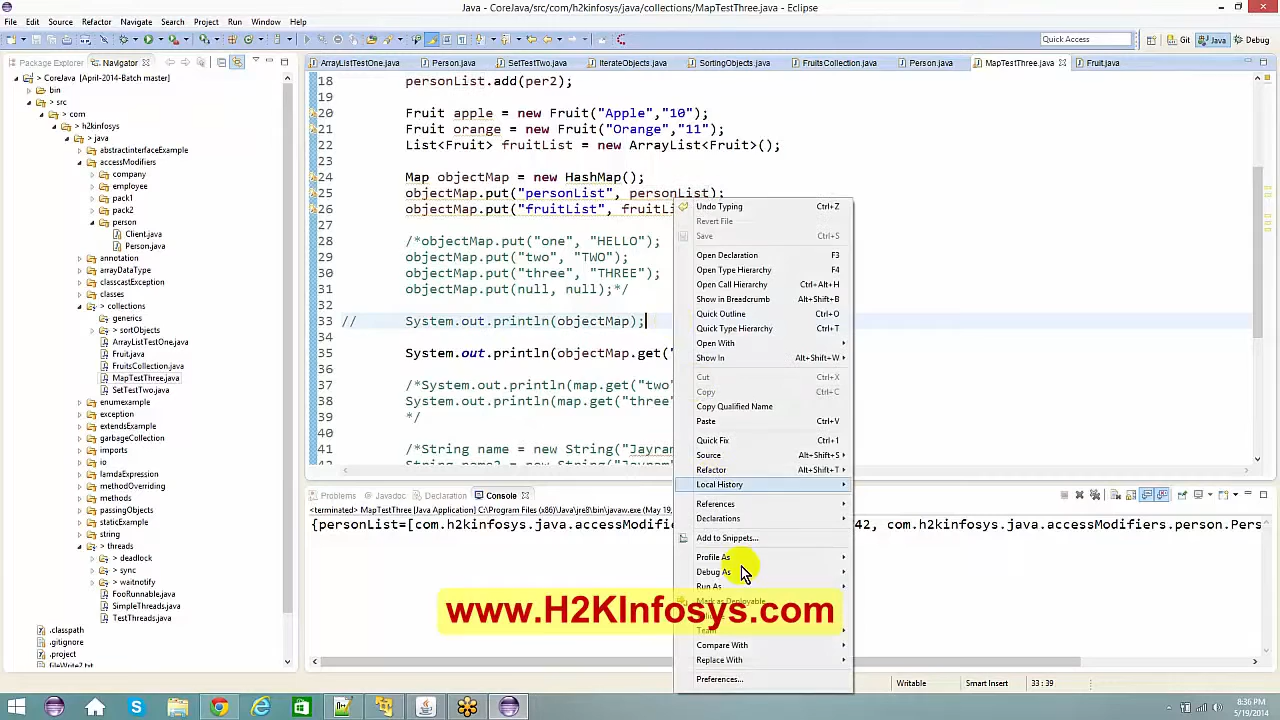 Java - CoreJava/src/com/h2kinfosys/java/collections/MapTestThree.java - Eclipse
File Edit Source Refactor Navigate Search Project Run Window Help
Quick Access
Git Java Debug
Package Explorer Navigator
CoreJava [April-2014-Batch master]
bin
src
com
h2kinfosys
java
abstractinterfaceExample
accessModifiers
company
employee
pack1
pack2
person
Client.java
Person.java
annotation
arrayDataType
classcastException
classes
collections
generics
sortObjects
ArrayListTestOne.java
Fruit.java
FruitsCollection.java
MapTestThree.java
SetTestTwo.java
enumexample
exception
extendsExample
garbageCollection
imports
io
lamdaExpression
methodOverriding
methods
passingObjects
staticExample
string
threads
deadlock
sync
waitnotify
FooRunnable.java
SimpleThreads.java
TestThreads.java
.classpath
.gitignore
.project
ArrayListTestOne.java Person.java SetTestTwo.java IterateObjects.java SortingObjects.java FruitsCollection.java Person.java MapTestThree.java Fruit.java
18 personList.add(per2);
19
20 Fruit apple = new Fruit("Apple","10");
21 Fruit orange = new Fruit("Orange","11");
22 List<Fruit> fruitList = new ArrayList<Fruit>();
23
24 Map objectMap = new HashMap();
25 objectMap.put("personList", personList);
26 objectMap.put("fruitList",
27
28 /*objectMap.put("one", "HELLO");
29 objectMap.put("two", "TWO");
30 objectMap.put("three", "THREE");
31 objectMap.put(null, null);*/
32
33 // System.out.println(objectMap);
34
35 System.out.println(objectMap.get("
36
37 /*System.out.println(map.get("two"
38 System.out.println(map.get("three"
39 */
40
41 /*String name = new String("Jayram
Undo Typing Ctrl+Z
Revert File
Save Ctrl+S
Open Declaration F3
Open Type Hierarchy F4
Open Call Hierarchy Ctrl+Alt+H
Show in Breadcrumb Alt+Shift+B
Quick Outline Ctrl+O
Quick Type Hierarchy Ctrl+T
Open With
Show In Alt+Shift+W
Cut Ctrl+X
Copy Ctrl+C
Copy Qualified Name
Paste Ctrl+V
Quick Fix Ctrl+1
Source Alt+Shift+S
Refactor Alt+Shift+T
Local History
References
Declarations
Add to Snippets...
Profile As
Debug As
Run As
Mark as Deployable
Team
Compare With
Replace With
Preferences...
Problems Javadoc Declaration Console
<terminated> MapTestThree [Java Application] C:\Program Files\Java\jre8\bin\javaw.exe (May 19,
{personList=[com.h2kinfosys.java.accessModifi 42, com.h2kinfosys.java.accessModifiers.person.Pers
www.H2KInfosys.com
Writable Smart Insert 33 : 39
8:36 PM
5/19/2014